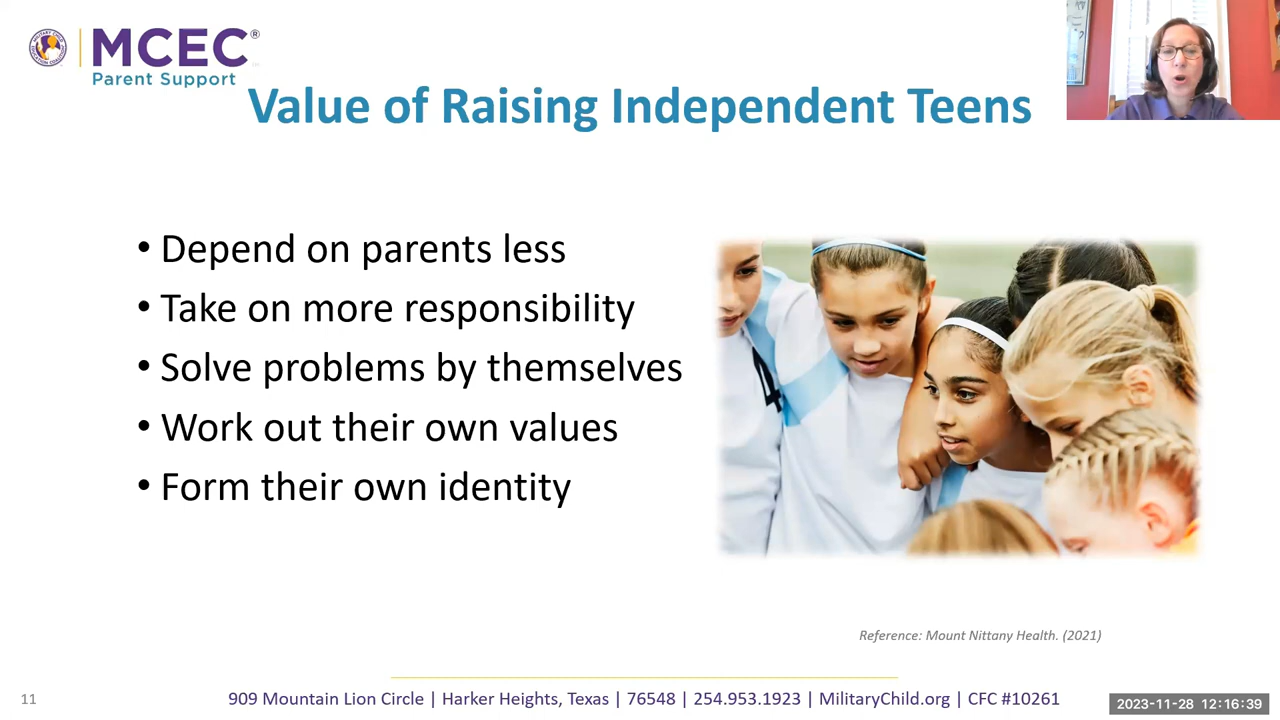 MCEC®
Parent Support
Value of Raising Independent Teens
• Depend on parents less
• Take on more responsibility
• Solve problems by themselves
• Work out their own values
• Form their own identity
Reference: Mount Nittany Health. (2021)
11
909 Mountain Lion Circle | Harker Heights, Texas | 76548 | 254.953.1923 | MilitaryChild.org | CFC #10261
2023-11-28 12:16:39